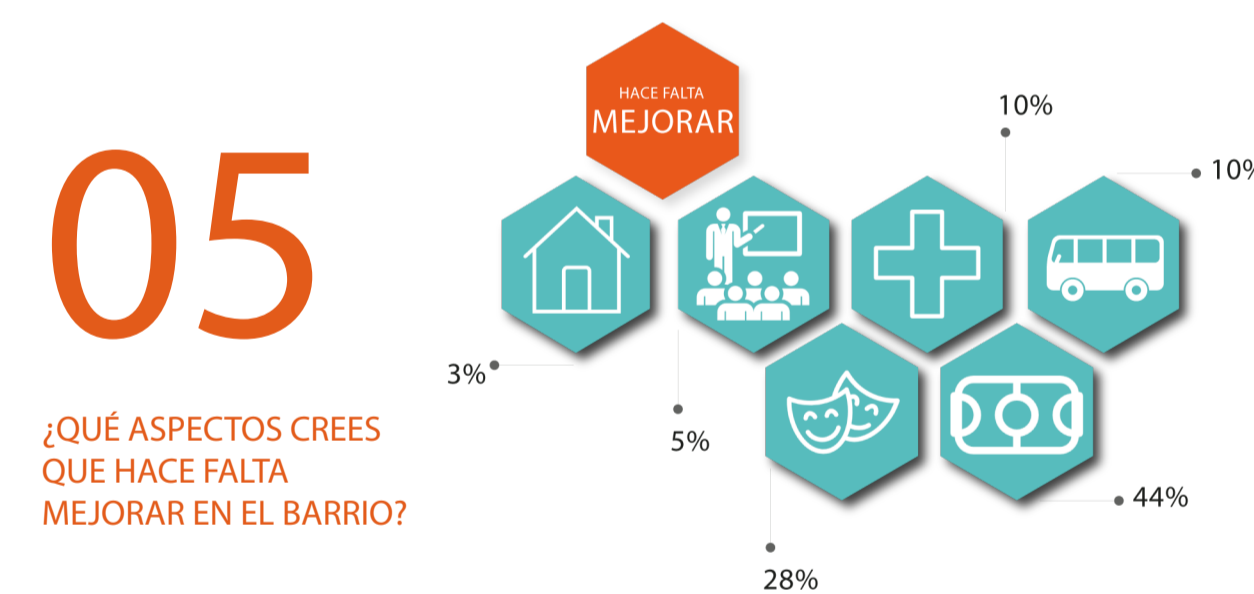 05
¿QUÉ ASPECTOS CREES
QUE HACE FALTA
MEJORAR EN EL BARRIO?
HACE FALTA
MEJORAR
10%
10%
3%
5%
44%
28%